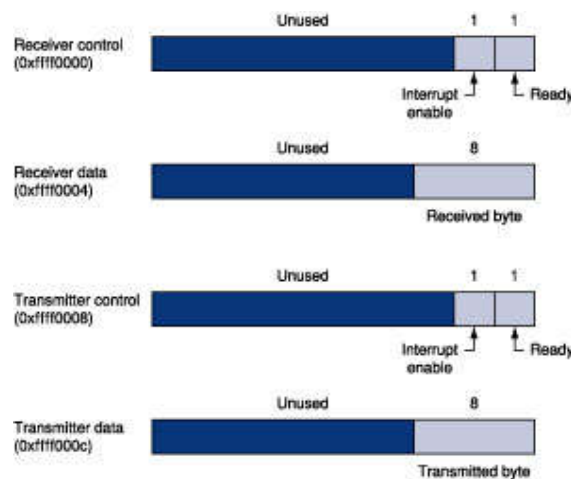 Unused 1 1
Receiver control
(0xffff0000)
Interrupt
enable
Ready
Unused 8
Receiver data
(0xffff0004)
Received byte
Unused 1 1
Transmitter control
(0xffff0008)
Interrupt
enable
Ready
Unused 8
Transmitter data
(0xffff000c)
Transmitted byte